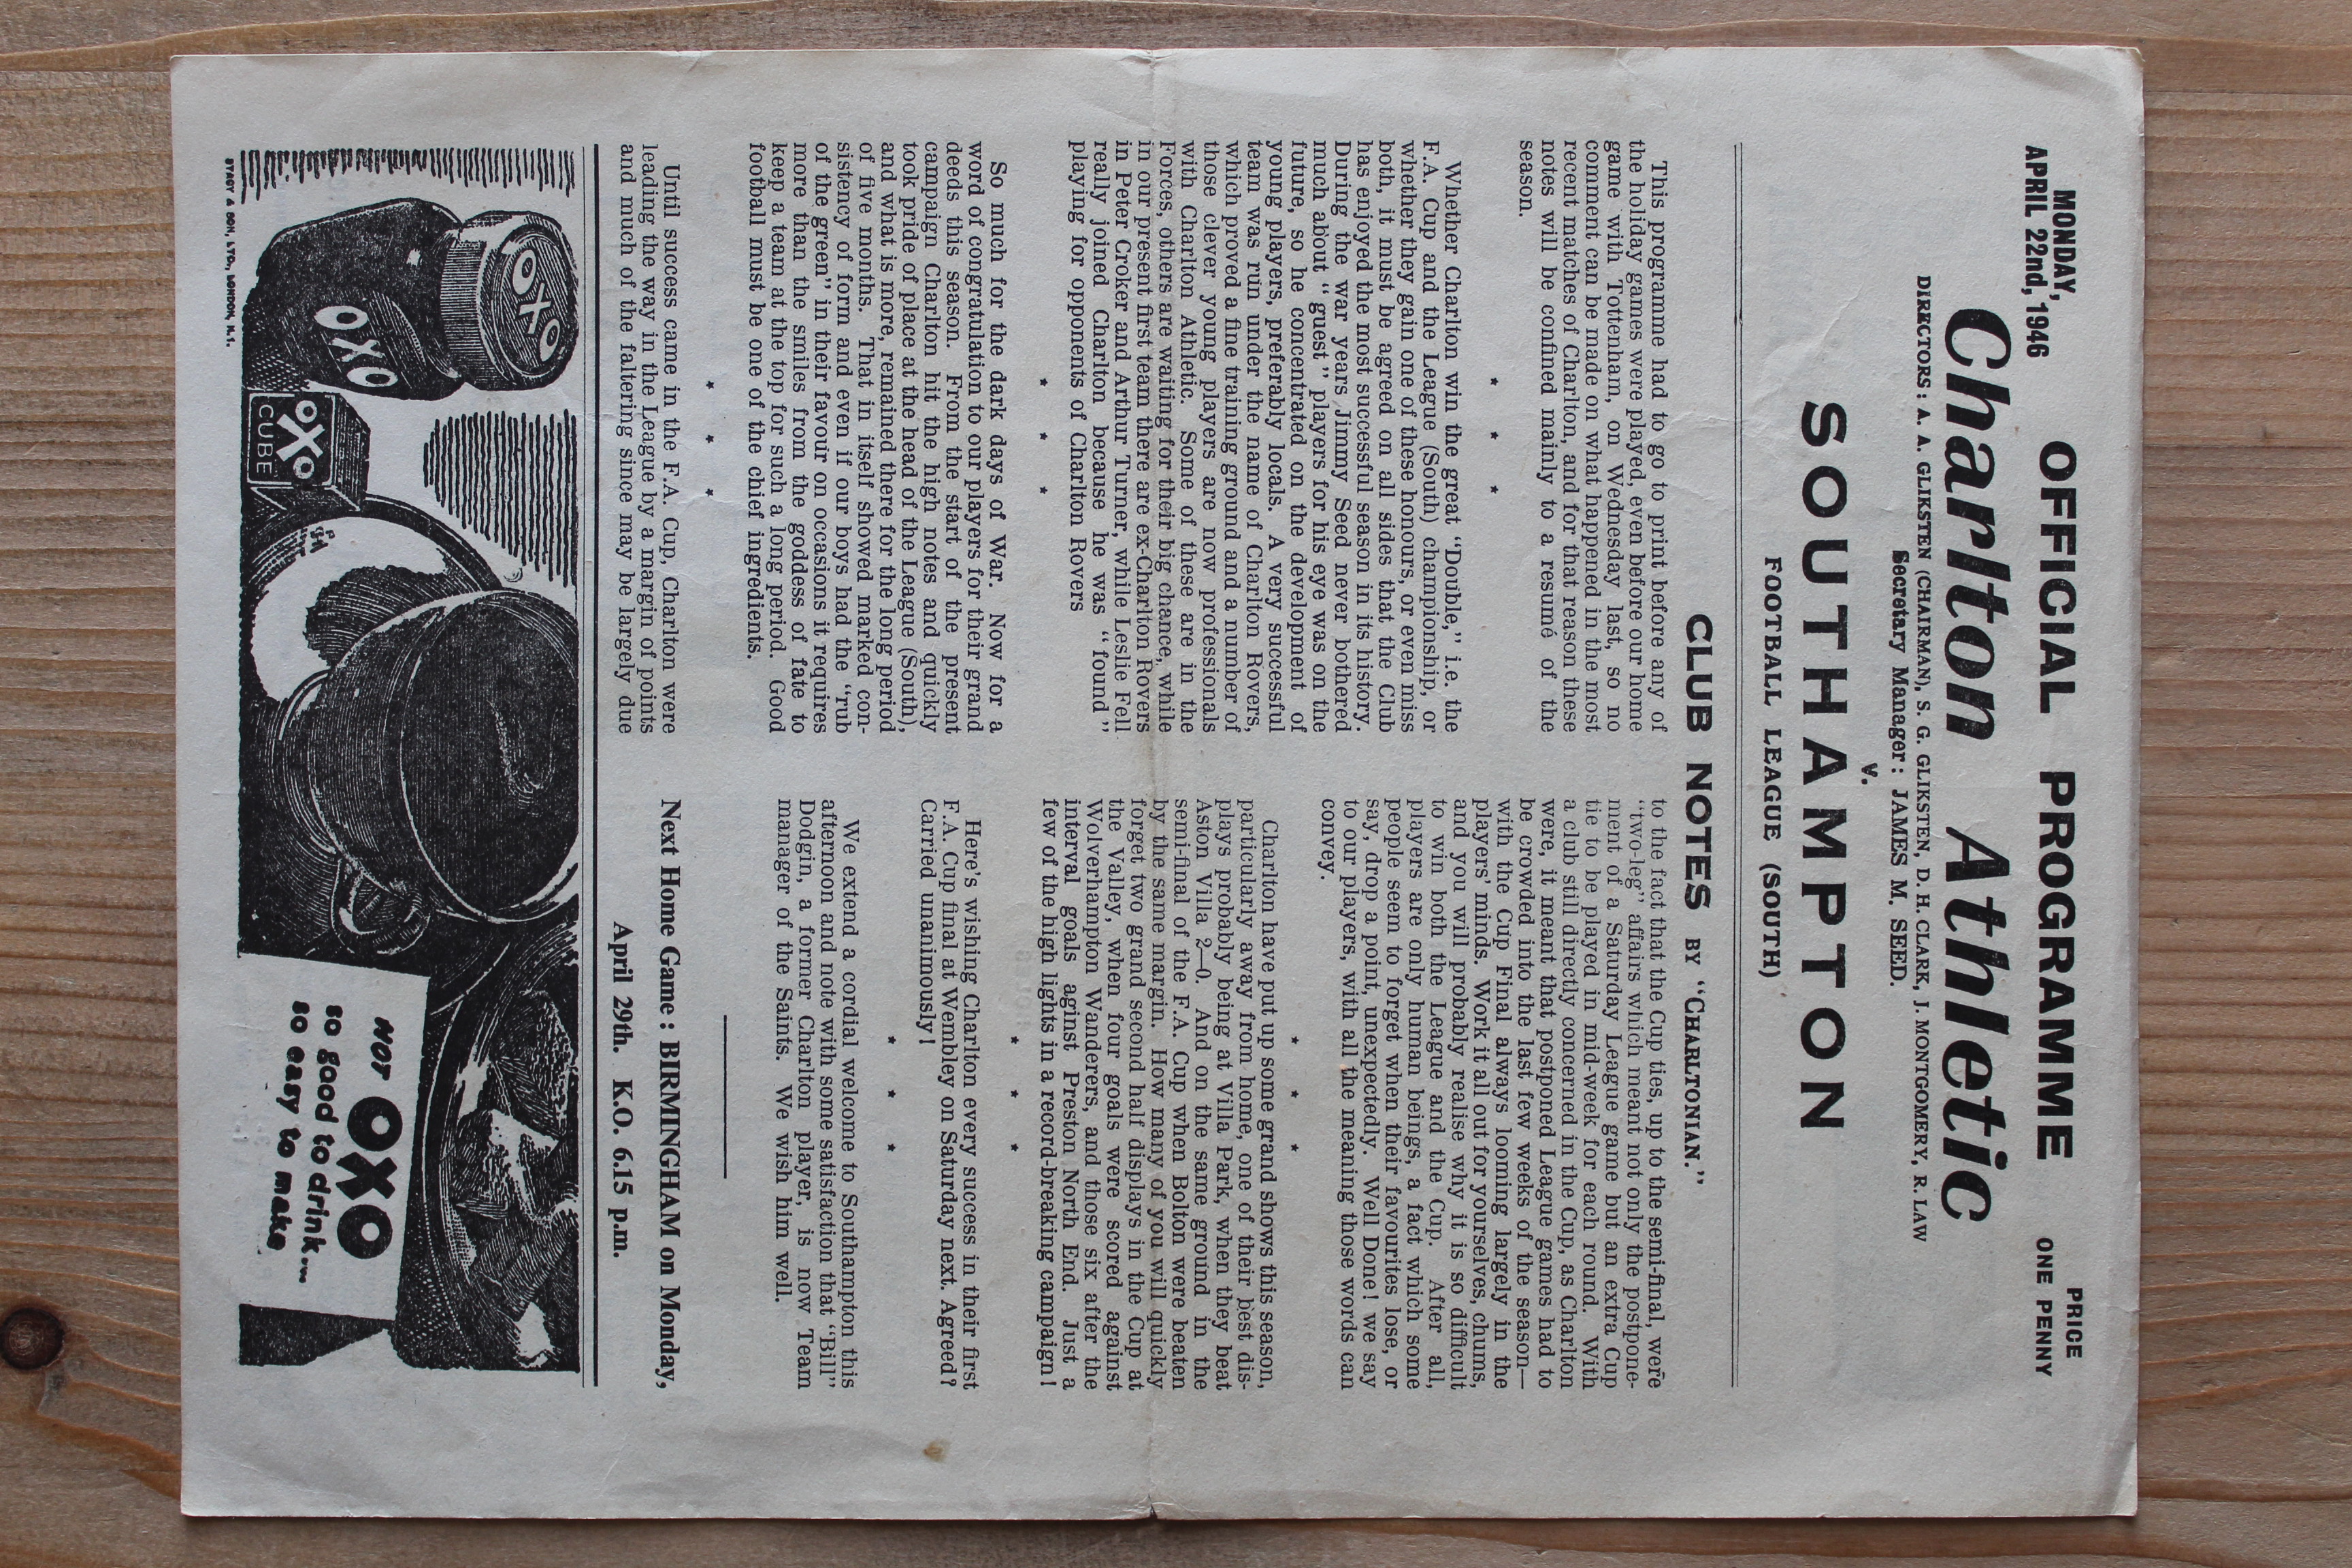 MONDAY,
APRIL 22nd, 1946
OFFICIAL PROGRAMME
PRICE
ONE PENNY
Charlton Athletic
DIRECTORS: A. A. GLIKSTEN (CHAIRMAN), S. G. GLIKSTEN, D. H. CLARK, J. MONTGOMERY, R. LAW
Secretary Manager: JAMES M. SEED.
v.
SOUTHAMPTON
FOOTBALL LEAGUE (SOUTH)
CLUB NOTES BY "CHARLTONIAN."
This programme had to go to print before any of
the holiday games were played, even before our home
game with Tottenham, on Wednesday last, so no
comment can be made on what happened in the most
recent matches of Charlton, and for that reason these
notes will be confined mainly to a resumé of the
season.
* * *
Whether Charlton win the great "Double," i.e. the
F.A. Cup and the League (South) championship, or
whether they gain one of these honours, or even miss
both, it must be agreed on all sides that the Club
has enjoyed the most successful season in its history.
During the war years Jimmy Seed never bothered
much about "guest" players for his eye was on the
future, so he concentrated on the development of
young players, preferably locals. A very successful
team was run under the name of Charlton Rovers,
which proved a fine training ground and a number of
those clever young players are now professionals
with Charlton Athletic. Some of these are in the
Forces, others are waiting for their big chance, while
in our present first team there are ex-Charlton Rovers
in Peter Croker and Arthur Turner, while Leslie Fell
really joined Charlton because he was "found"
playing for opponents of Charlton Rovers
* * *
So much for the dark days of War. Now for a
word of congratulation to our players for their grand
deeds this season. From the start of the present
campaign Charlton hit the high notes and quickly
took pride of place at the head of the League (South),
and what is more, remained there for the long period
of five months. That in itself showed marked con-
sistency of form and even if our boys had the "rub
of the green" in their favour on occasions it requires
more than the smiles from the goddess of fate to
keep a team at the top for such a long period. Good
football must be one of the chief ingredients.
* * *
Until success came in the F.A. Cup, Charlton were
leading the way in the League by a margin of points
and much of the faltering since may be largely due
to the fact that the Cup ties, up to the semi-final, were
"two-leg" affairs which meant not only the postpone-
ment of a Saturday League game but an extra Cup
tie to be played in mid-week for each round. With
a club still directly concerned in the Cup, as Charlton
were, it meant that postponed League games had to
be crowded into the last few weeks of the season—
with the Cup Final always looming largely in the
players' minds. Work it all out for yourselves, chums,
and you will probably realise why it is so difficult
to win both the League and the Cup. After all,
players are only human beings, a fact which some
people seem to forget when their favourites lose, or
say, drop a point, unexpectedly. Well Done! we say
to our players, with all the meaning those words can
convey.
* * *
Charlton have put up some grand shows this season,
particularly away from home, one of their best dis-
plays probably being at Villa Park, when they beat
Aston Villa 2–0. And on the same ground in the
semi-final of the F.A. Cup when Bolton were beaten
by the same margin. How many of you will quickly
forget two grand second half displays in the Cup at
the Valley, when four goals were scored against
Wolverhampton Wanderers, and those six after the
interval goals against Preston North End. Just a
few of the high lights in a record-breaking campaign!
* * *
Here's wishing Charlton every success in their first
F.A. Cup final at Wembley on Saturday next. Agreed?
Carried unanimously!
* * *
We extend a cordial welcome to Southampton this
afternoon and note with some satisfaction that "Bill"
Dodgin, a former Charlton player, is now Team
manager of the Saints. We wish him well.
Next Home Game: BIRMINGHAM on Monday,
April 29th. K.O. 6.15 p.m.
OXO
OXO
OXO
CUBE
HOT OXO
so good to drink...
so easy to make
STACY & SON, LTD., LONDON, N.1.